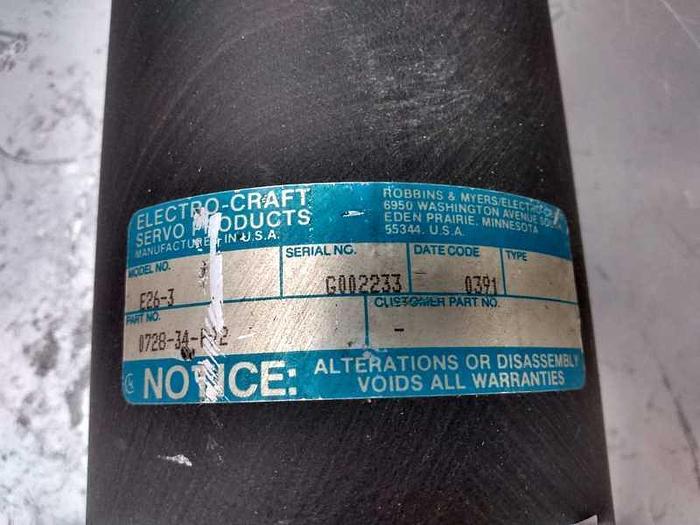 ELECTRO-CRAFT
SERVO PRODUCTS
MANUFACTURED IN U.S.A.
ROBBINS & MYERS/ELECTRO-CRAFT
6950 WASHINGTON AVENUE
EDEN PRAIRIE, MINNESOTA
55344, U.S.A.
MODEL NO.
SERIAL NO.
DATE CODE
TYPE
E26-3
G002233
0391
PART NO.
CUSTOMER PART NO.
-
NOTICE: ALTERATIONS OR DISASSEMBLY
VOIDS ALL WARRANTIES